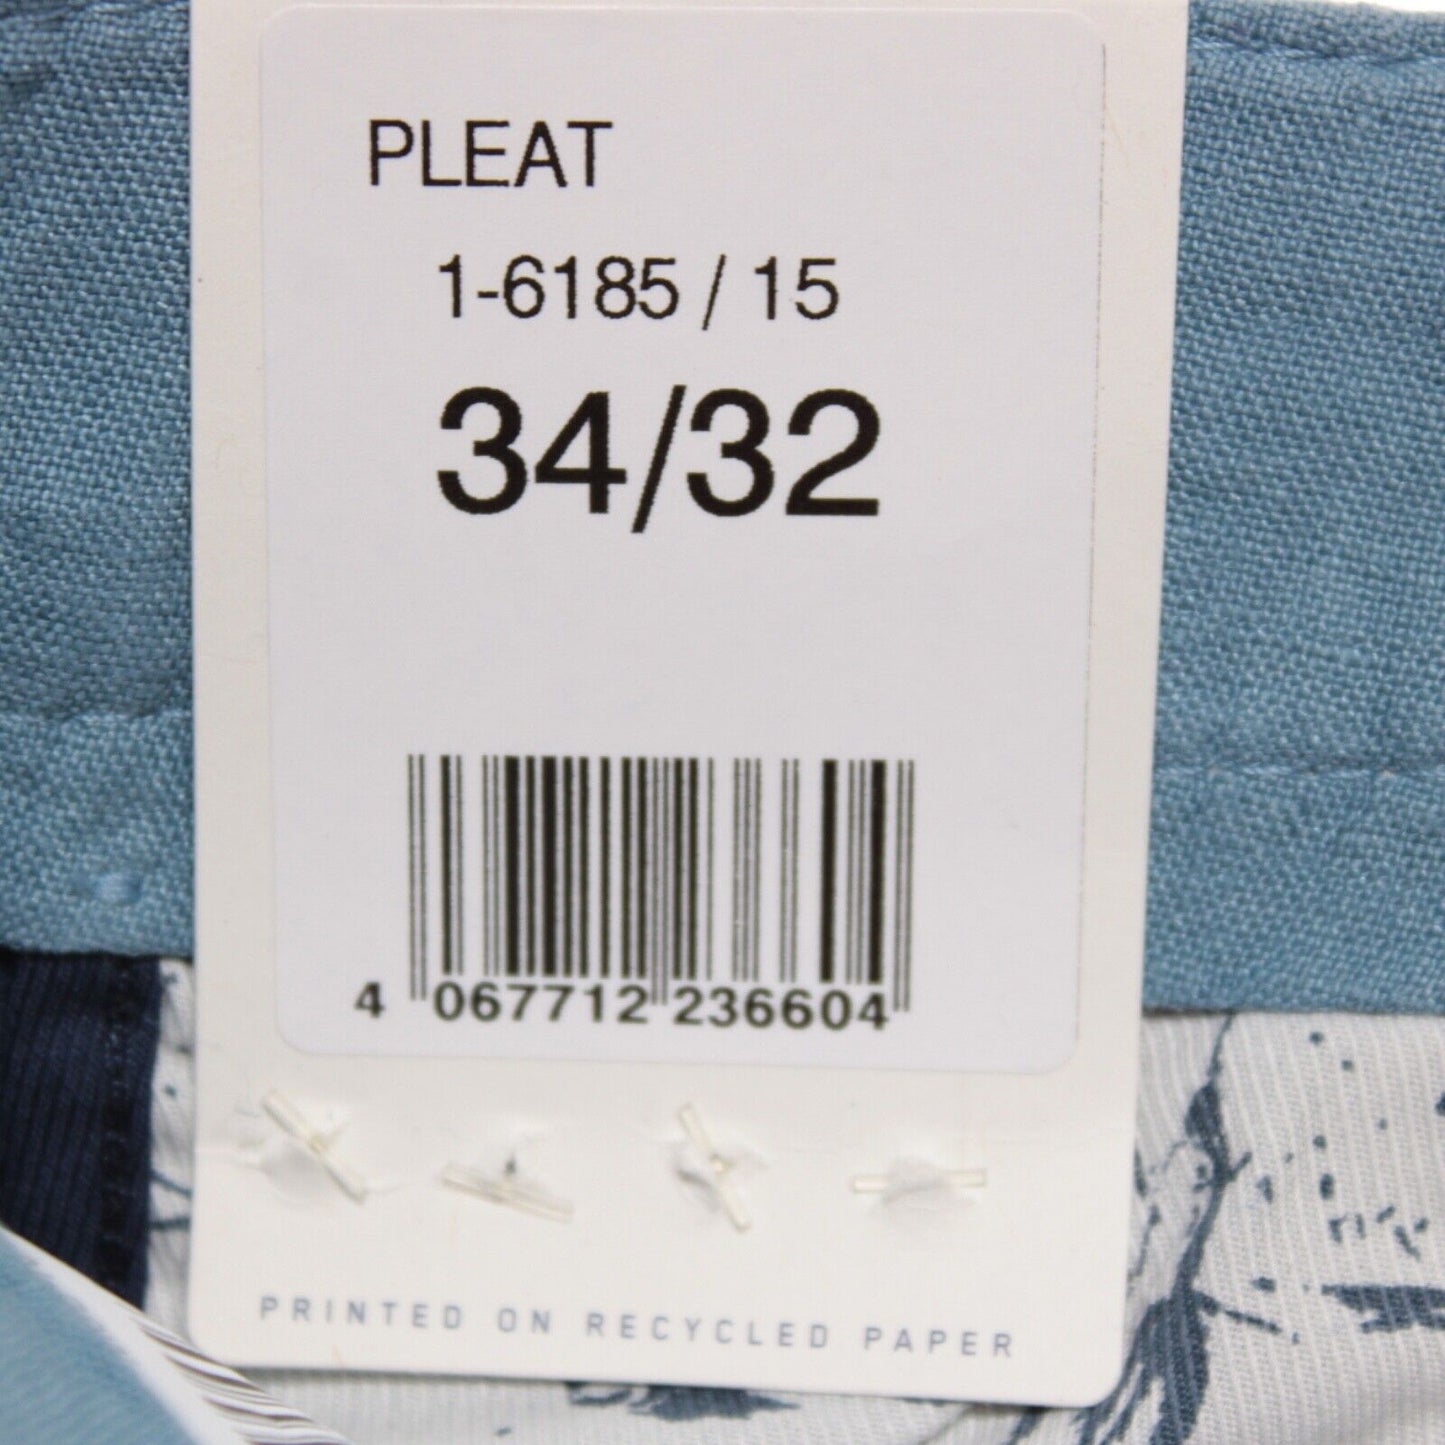 PLEAT
1-6185 / 15
34/32
4 067712 236604
PRINTED ON RECYCLED PAPER